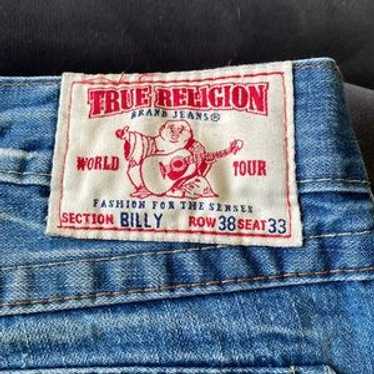 TRUE RELIGION
BRAND JEANS®
WORLD TOUR
FASHION FOR THE SENSES
SECTION BILLY ROW 38 SEAT 33